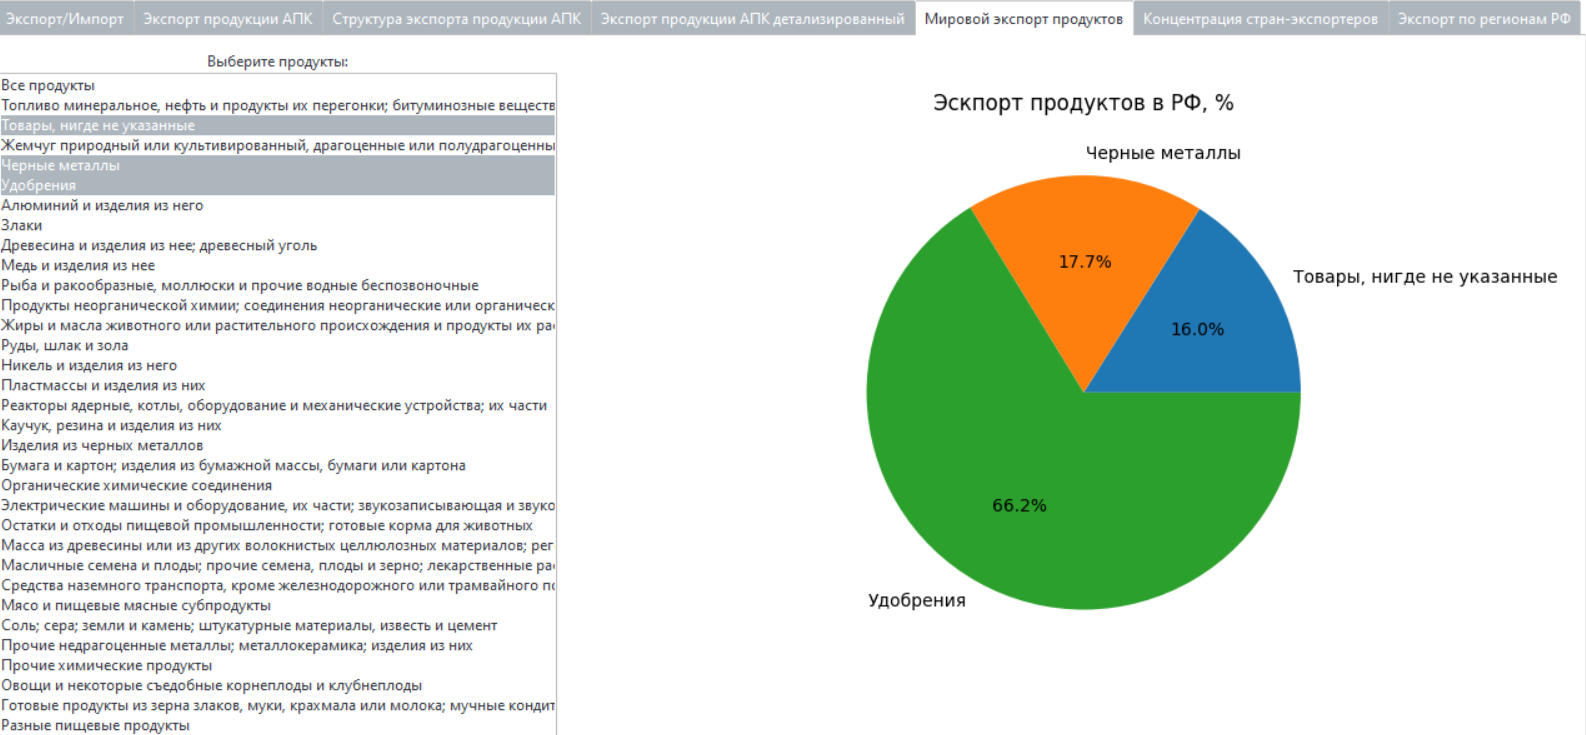 Экспорт/Импорт Экспорт продукции АПК Структура экспорта продукции АПК Экспорт продукции АПК детализированный Мировой экспорт продуктов Концентрация стран-экспортеров Экспорт по регионам РФ
Выберите продукты:
Все продукты
Топливо минеральное, нефть и продукты их перегонки; битуминозные веществ
Товары, нигде не указанные
Жемчуг природный или культивированный, драгоценные или полудрагоценны
Черные металлы
Удобрения
Алюминий и изделия из него
Злаки
Древесина и изделия из нее; древесный уголь
Медь и изделия из нее
Рыба и ракообразные, моллюски и прочие водные беспозвоночные
Продукты неорганической химии; соединения неорганические или органическ
Жиры и масла животного или растительного происхождения и продукты их ра
Руды, шлак и зола
Никель и изделия из него
Пластмассы и изделия из них
Реакторы ядерные, котлы, оборудование и механические устройства; их части
Каучук, резина и изделия из них
Изделия из черных металлов
Бумага и картон; изделия из бумажной массы, бумаги или картона
Органические химические соединения
Электрические машины и оборудование, их части; звукозаписывающая и звуко
Остатки и отходы пищевой промышленности; готовые корма для животных
Масса из древесины или из других волокнистых целлюлозных материалов; рег
Масличные семена и плоды; прочие семена, плоды и зерно; лекарственные ра
Средства наземного транспорта, кроме железнодорожного или трамвайного по
Мясо и пищевые мясные субпродукты
Соль; сера; земли и камень; штукатурные материалы, известь и цемент
Прочие недрагоценные металлы; металлокерамика; изделия из них
Прочие химические продукты
Овощи и некоторые съедобные корнеплоды и клубнеплоды
Готовые продукты из зерна злаков, муки, крахмала или молока; мучные кондит
Разные пищевые продукты
Эскпорт продуктов в РФ, %
Черные металлы
17.7%
Товары, нигде не указанные
16.0%
66.2%
Удобрения